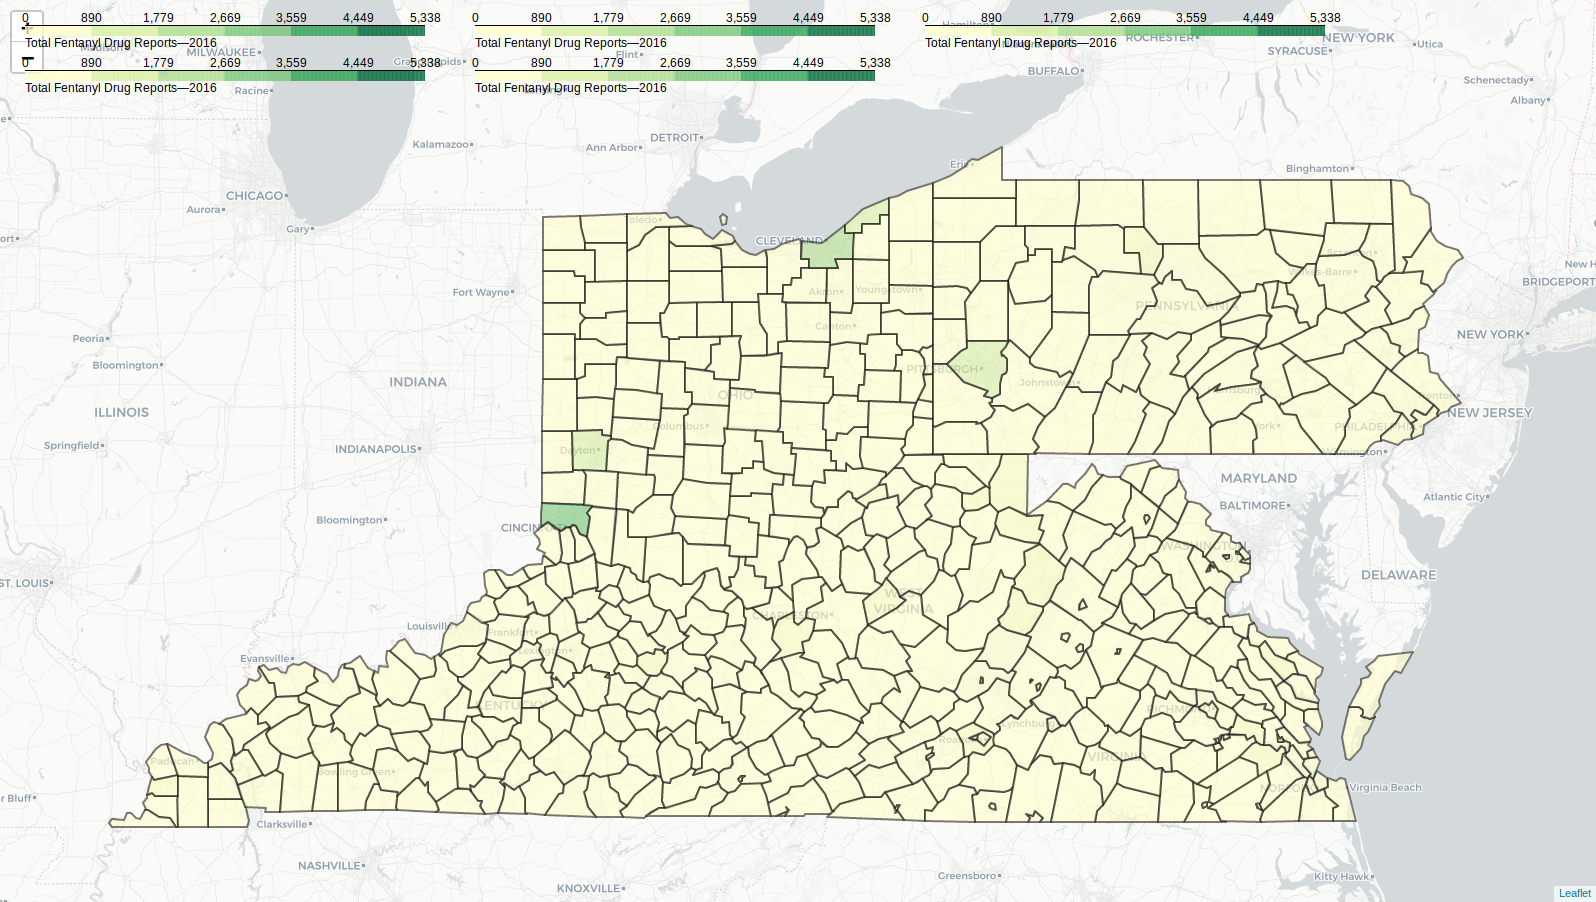 0 890 1,779 2,669 3,559 4,449 5,338
Total Fentanyl Drug Reports—2016
0 890 1,779 2,669 3,559 4,449 5,338
Total Fentanyl Drug Reports—2016
0 890 1,779 2,669 3,559 4,449 5,338
Total Fentanyl Drug Reports—2016
0 890 1,779 2,669 3,559 4,449 5,338
Total Fentanyl Drug Reports—2016
0 890 1,779 2,669 3,559 4,449 5,338
Total Fentanyl Drug Reports—2016
Madison
MILWAUKEE
Flint
ROCHESTER
NEW YORK
SYRACUSE
Utica
BUFFALO
Schenectady
Albany
Racine
DETROIT
Kalamazoo
Ann Arbor
Erie
Binghamton
CHICAGO
Aurora
Gary
Toledo
CLEVELAND
Scranton
Wilkes-Barre
Fort Wayne
Akron
Youngstown
BRIDGEPORT
PENNSYLVANIA
Canton
NEW YORK
Peoria
Bloomington
INDIANA
PITTSBURGH
Johnstown
OHIO
Harrisburg
Trenton
ILLINOIS
NEW JERSEY
Columbus
York
PHILADELPHIA
Springfield
INDIANAPOLIS
Dayton
Wilmington
MARYLAND
Atlantic City
BALTIMORE
Bloomington
CINCINNATI
WASHINGTON
ST. LOUIS
DELAWARE
WEST
VIRGINIA
CHARLESTON
Louisville
Frankfort
Lexington
Evansville
KENTUCKY
RICHMOND
Lynchburg
Roanoke
VIRGINIA
Paducah
Bowling Green
NORFOLK
Virginia Beach
Clarksville
NASHVILLE
KNOXVILLE
Greensboro
Kitty Hawk
Leaflet